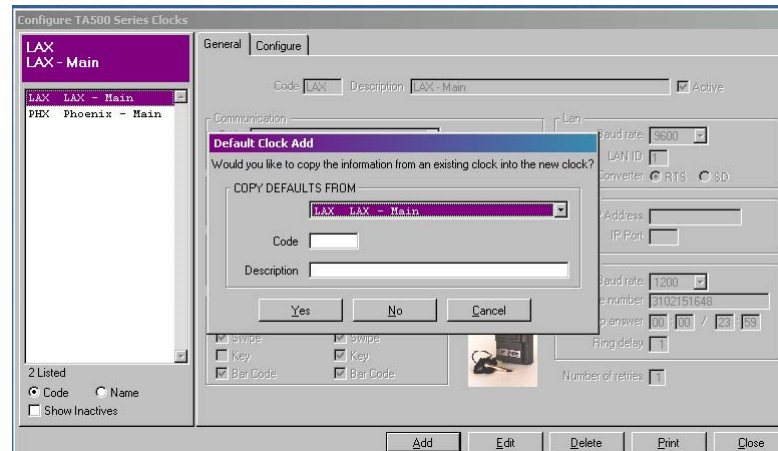 Configure TA500 Series Clocks
LAX
LAX - Main
LAX LAX - Main
PHX Phoenix - Main
2 Listed
Code Name
Show Inactives
General Configure
Code LAX Description LAX - Main Active
Communication
Lan
Baud rate 9600
LAN ID 1
Converter RTS SD
Address
IP Port
Baud rate 1200
number 3102151648
answer 00 :00 / 23 :59
Ring delay 1
Number of retries 1
Default Clock Add
Would you like to copy the information from an existing clock into the new clock?
COPY DEFAULTS FROM
LAX LAX - Main
Code
Description
Yes No Cancel
Swipe Swipe
Key Key
Bar Code Bar Code
Add Edit Delete Print Close